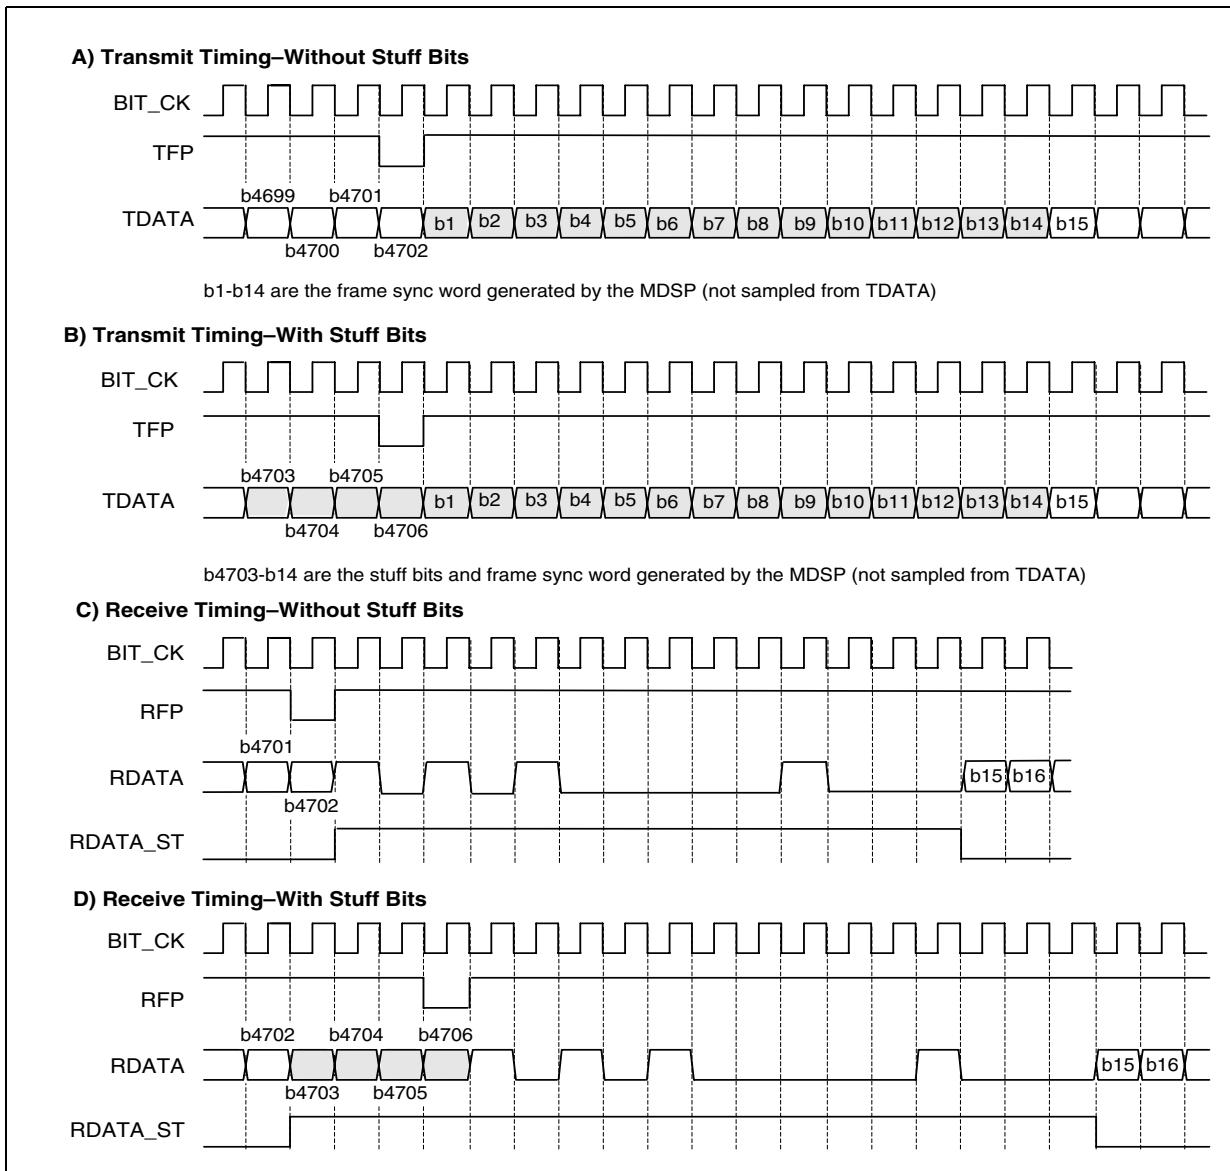 A) Transmit Timing–Without Stuff Bits
BIT_CK
TFP
b4699 b4701
TDATA b1 b2 b3 b4 b5 b6 b7 b8 b9 b10 b11 b12 b13 b14 b15
b4700 b4702
b1-b14 are the frame sync word generated by the MDSP (not sampled from TDATA)
B) Transmit Timing–With Stuff Bits
BIT_CK
TFP
b4703 b4705
TDATA b1 b2 b3 b4 b5 b6 b7 b8 b9 b10 b11 b12 b13 b14 b15
b4704 b4706
b4703-b14 are the stuff bits and frame sync word generated by the MDSP (not sampled from TDATA)
C) Receive Timing–Without Stuff Bits
BIT_CK
RFP
b4701
RDATA b15 b16
b4702
RDATA_ST
D) Receive Timing–With Stuff Bits
BIT_CK
RFP
b4702 b4704 b4706
RDATA b15 b16
b4703 b4705
RDATA_ST